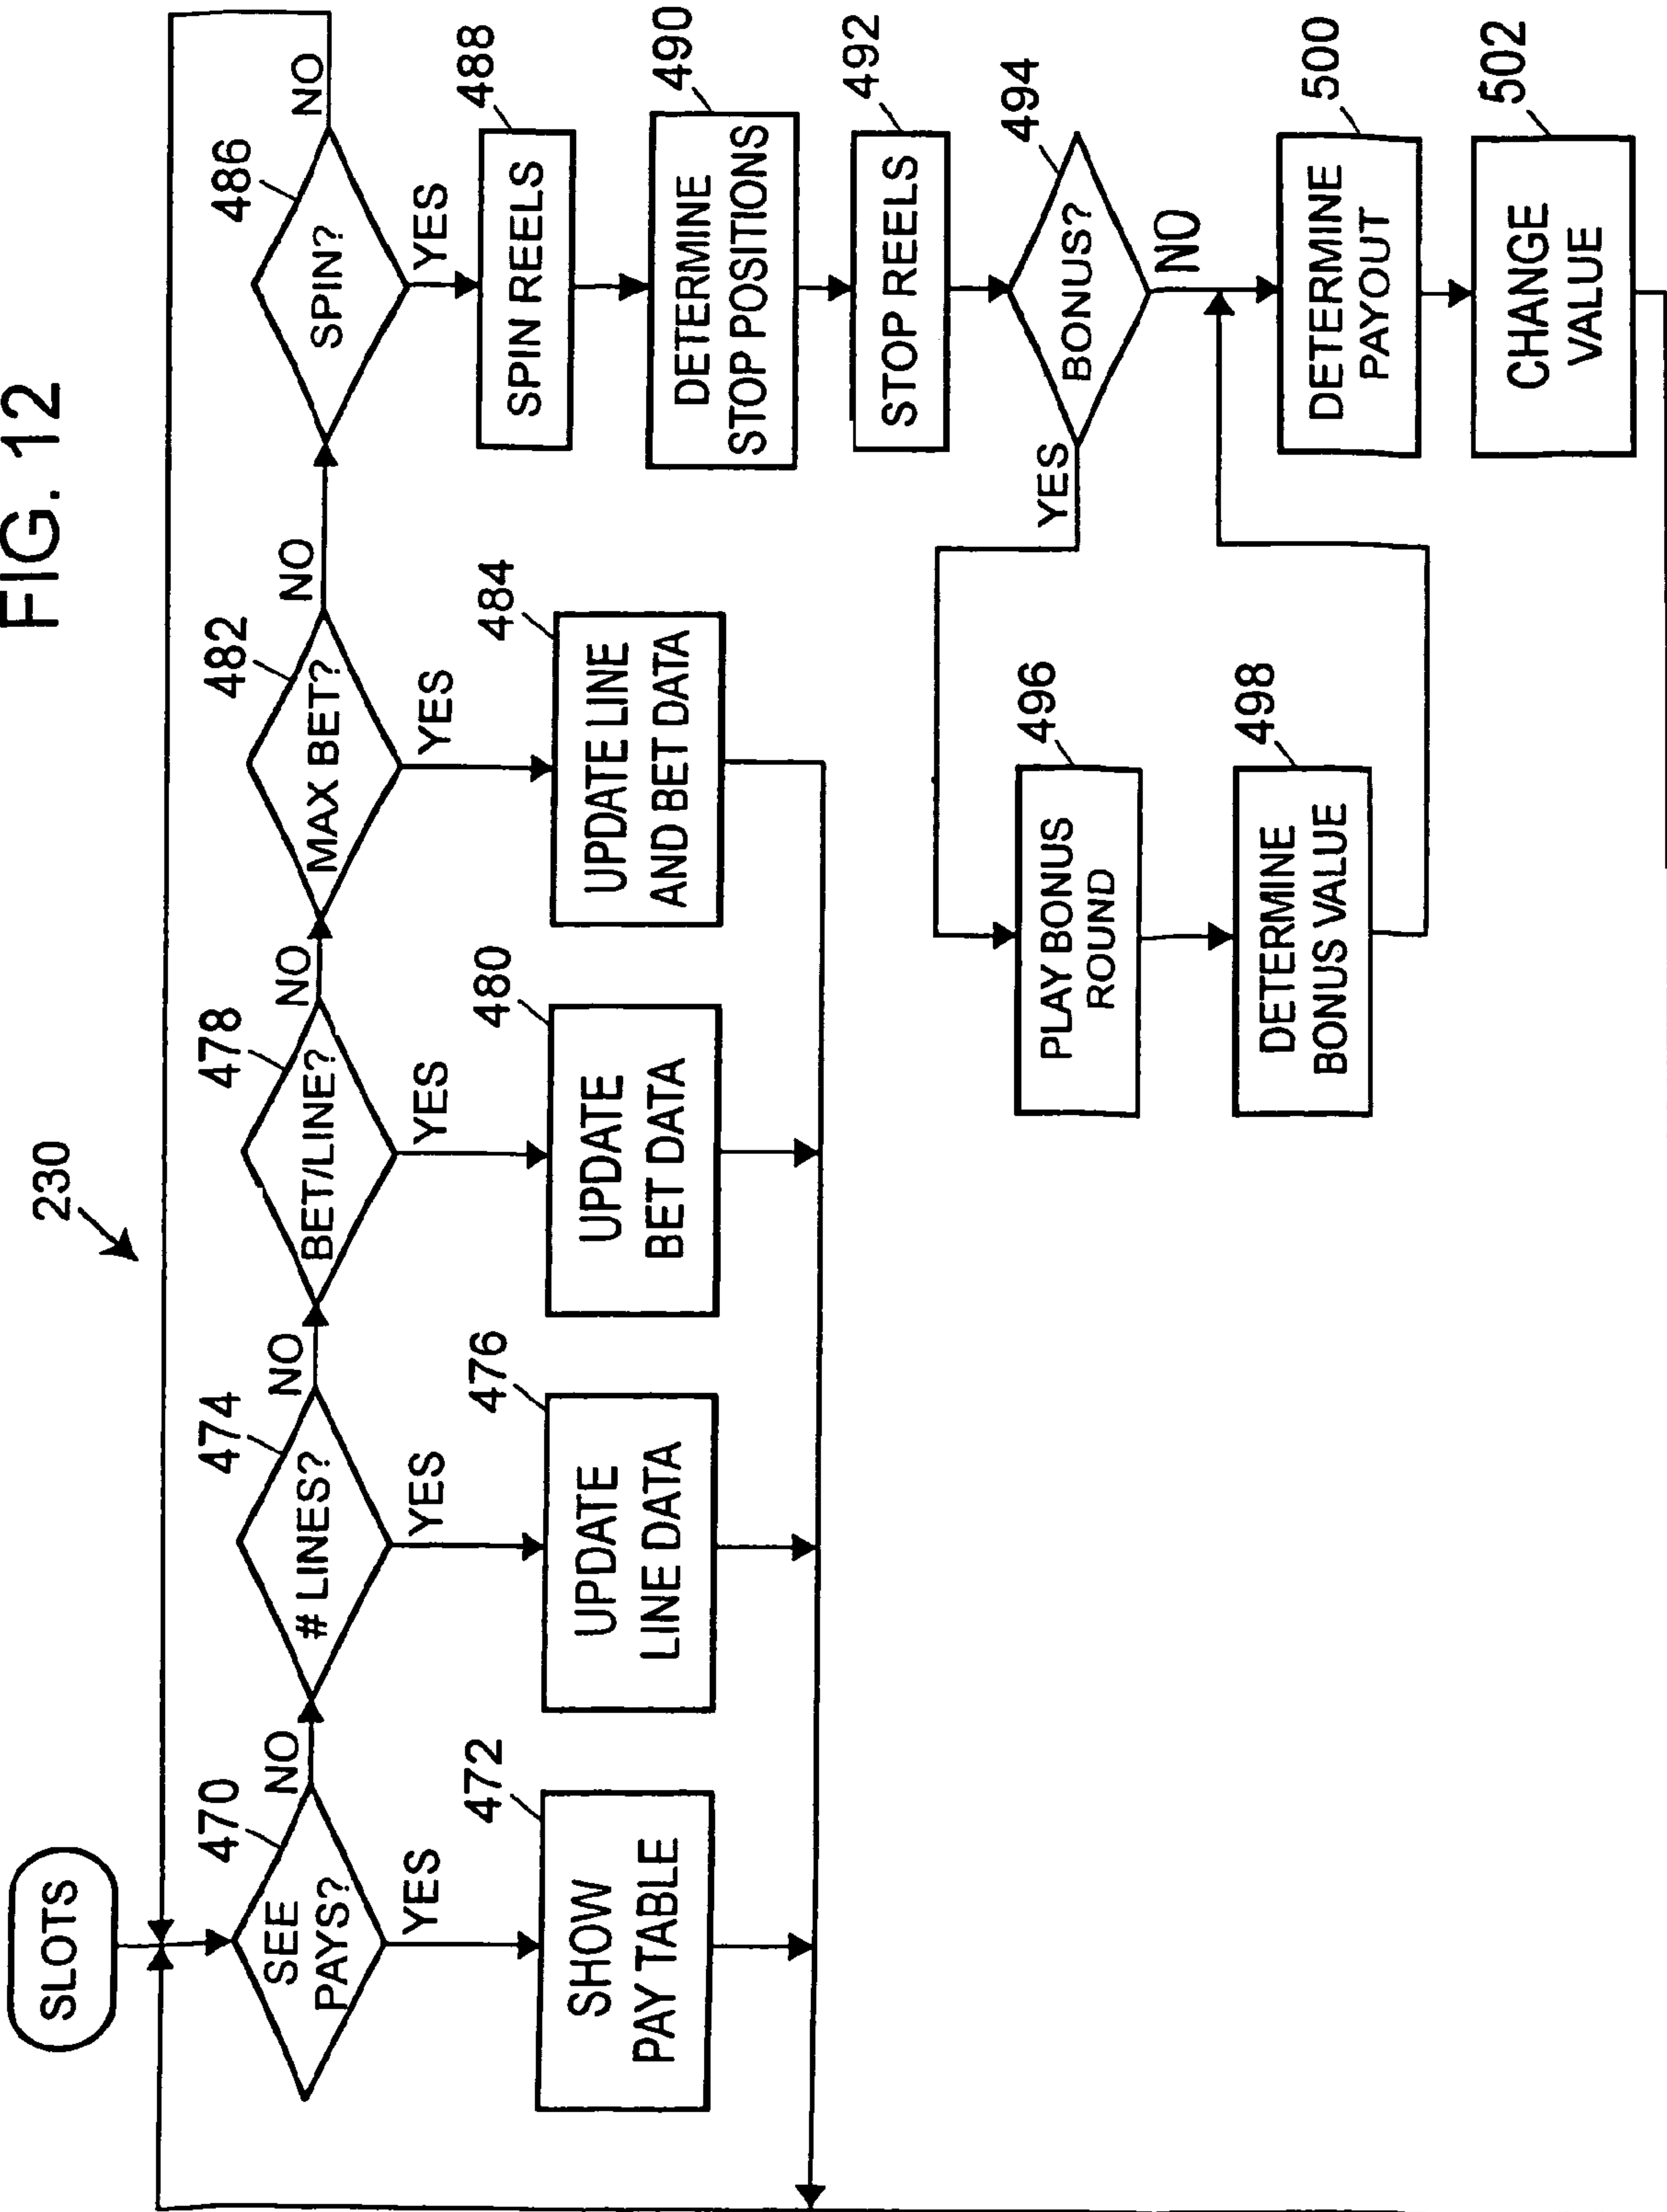 FIG. 12
230
SLOTS
470
SEE
PAYS?
NO
YES
472
SHOW
PAY TABLE
474
# LINES?
NO
YES
476
UPDATE
LINE DATA
478
BET/LINE?
NO
YES
480
UPDATE
BET DATA
482
MAX BET?
NO
YES
484
UPDATE LINE
AND BET DATA
486
SPIN?
NO
YES
488
SPIN REELS
490
DETERMINE
STOP POSITIONS
492
STOP REELS
494
BONUS?
YES
NO
496
PLAY BONUS
ROUND
498
DETERMINE
BONUS VALUE
500
DETERMINE
PAYOUT
502
CHANGE
VALUE